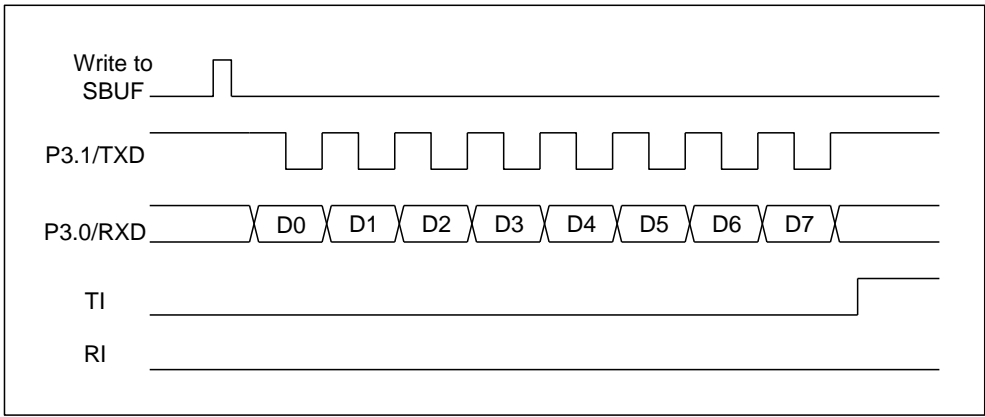 Write to
SBUF
P3.1/TXD
P3.0/RXD D0 D1 D2 D3 D4 D5 D6 D7
TI
RI